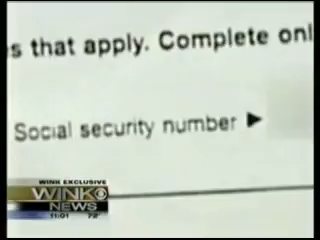 s that apply. Complete onl
Social security number ►
WINK EXCLUSIVE
WINK
NEWS
11:01 72